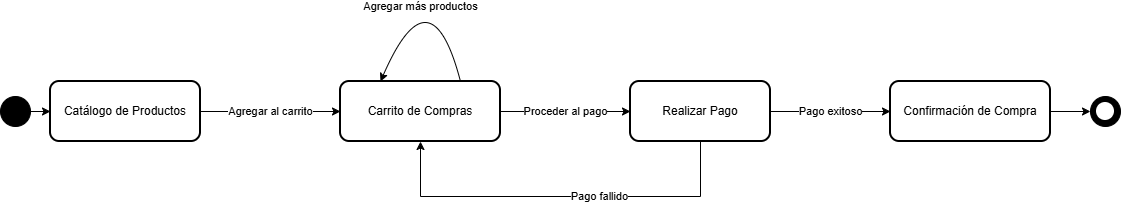 Agregar más productos
Catálogo de Productos
Agregar al carrito
Carrito de Compras
Proceder al pago
Realizar Pago
Pago exitoso
Confirmación de Compra
Pago fallido